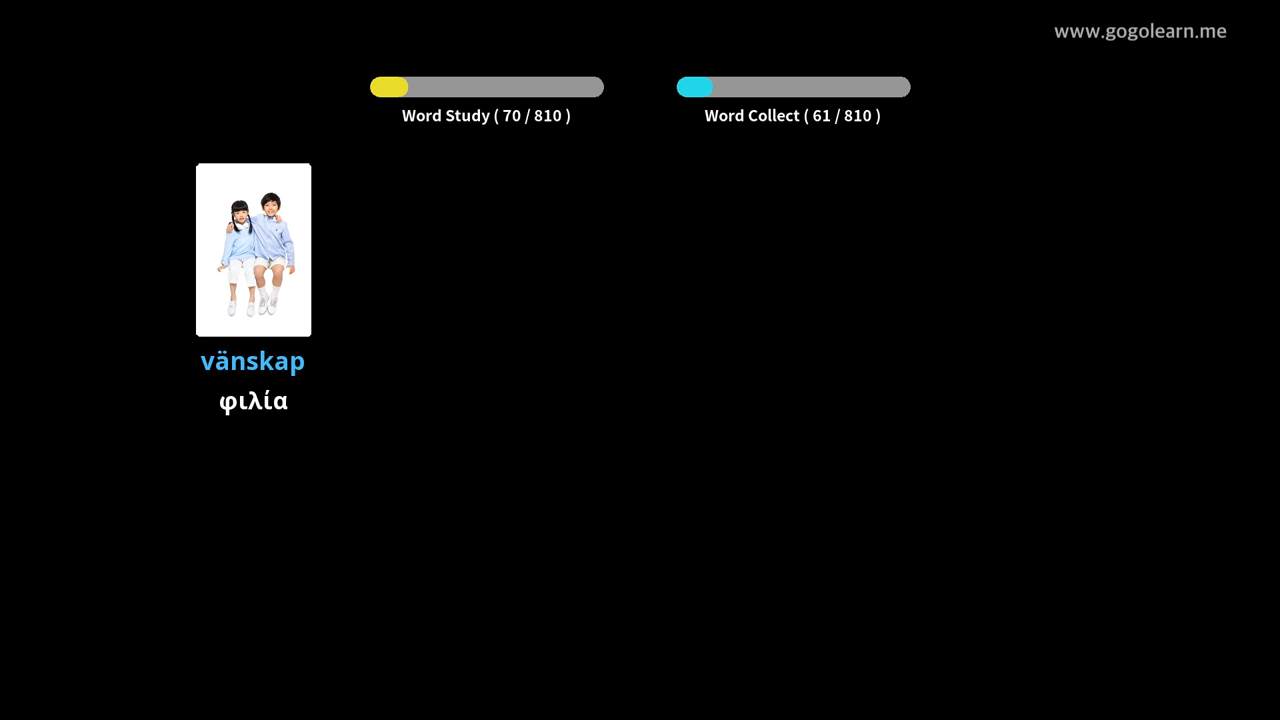 www.gogolearn.me
Word Study ( 70 / 810 )
Word Collect ( 61 / 810 )
vänskap
φιλία